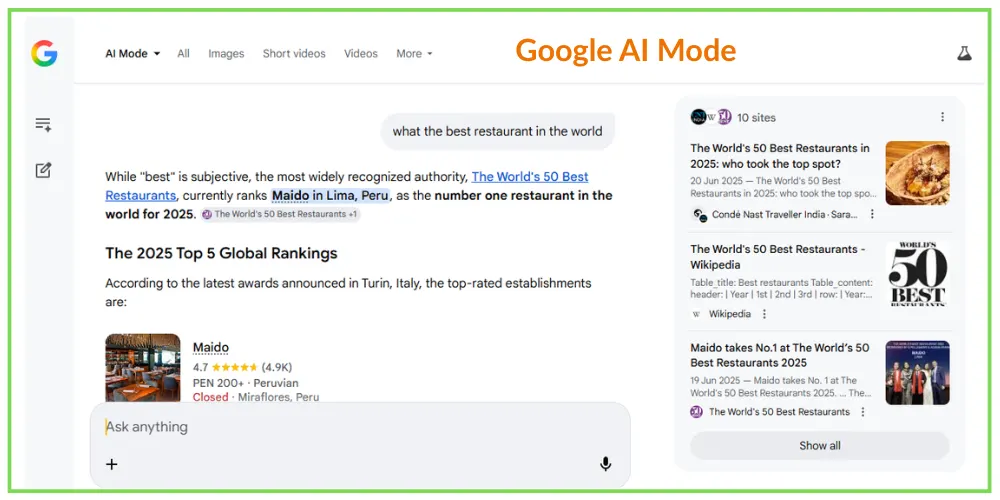 Google AI Mode
AI Mode All Images Short videos Videos More
what the best restaurant in the world
While "best" is subjective, the most widely recognized authority, The World's 50 Best
Restaurants, currently ranks Maido in Lima, Peru, as the number one restaurant in the
world for 2025. The World's 50 Best Restaurants +1
The 2025 Top 5 Global Rankings
According to the latest awards announced in Turin, Italy, the top-rated establishments
are:
Maido
4.7 (4.9K)
PEN 200+ · Peruvian
Closed · Miraflores, Peru
Ask anything
10 sites
The World's 50 Best Restaurants in
2025: who took the top spot?
20 Jun 2025 — The World's 50 Best
Restaurants in 2025: who took the top spo...
Condé Nast Traveller India · Sara...
The World's 50 Best Restaurants -
Wikipedia
Table_title: Best restaurants Table_content:
header: | Year | 1st | 2nd | 3rd | row: | Year:...
W Wikipedia
WORLD'S
50
BEST
RESTAURANTS
Maido takes No.1 at The World's 50
Best Restaurants 2025
19 Jun 2025 — Maido takes No. 1 at The
World's 50 Best Restaurants 2025. ... The...
The World's 50 Best Restaurants
Show all